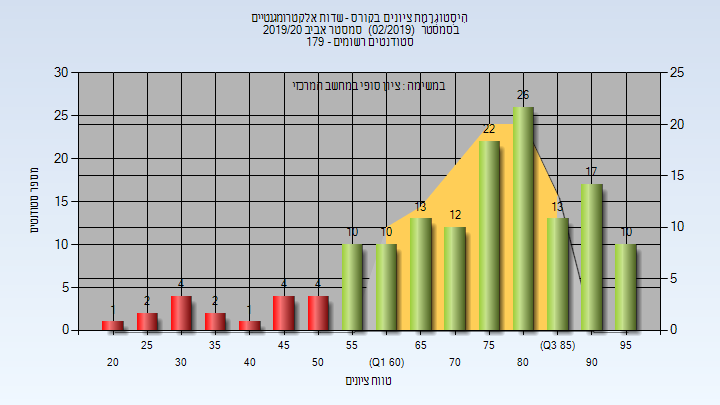 היסטוגרמת ציונים בקורס - שדות אלקטרומגנטיים
בסמסטר (02/2019) סמסטר אביב 2019/20
סטודנטים רשומים - 179
במשימה : ציון סופי במחשב המרכזי
30 25 20 15 10 5 0
מספר סטודנטים
25 20 15 10 5 0
1 2 4 2 1 4 4 10 10 13 12 22 26 13 17 10
25 35 45 55 65 75 (Q3 85) 95
20 30 40 50 (Q1 60) 70 80 90
טווח ציונים